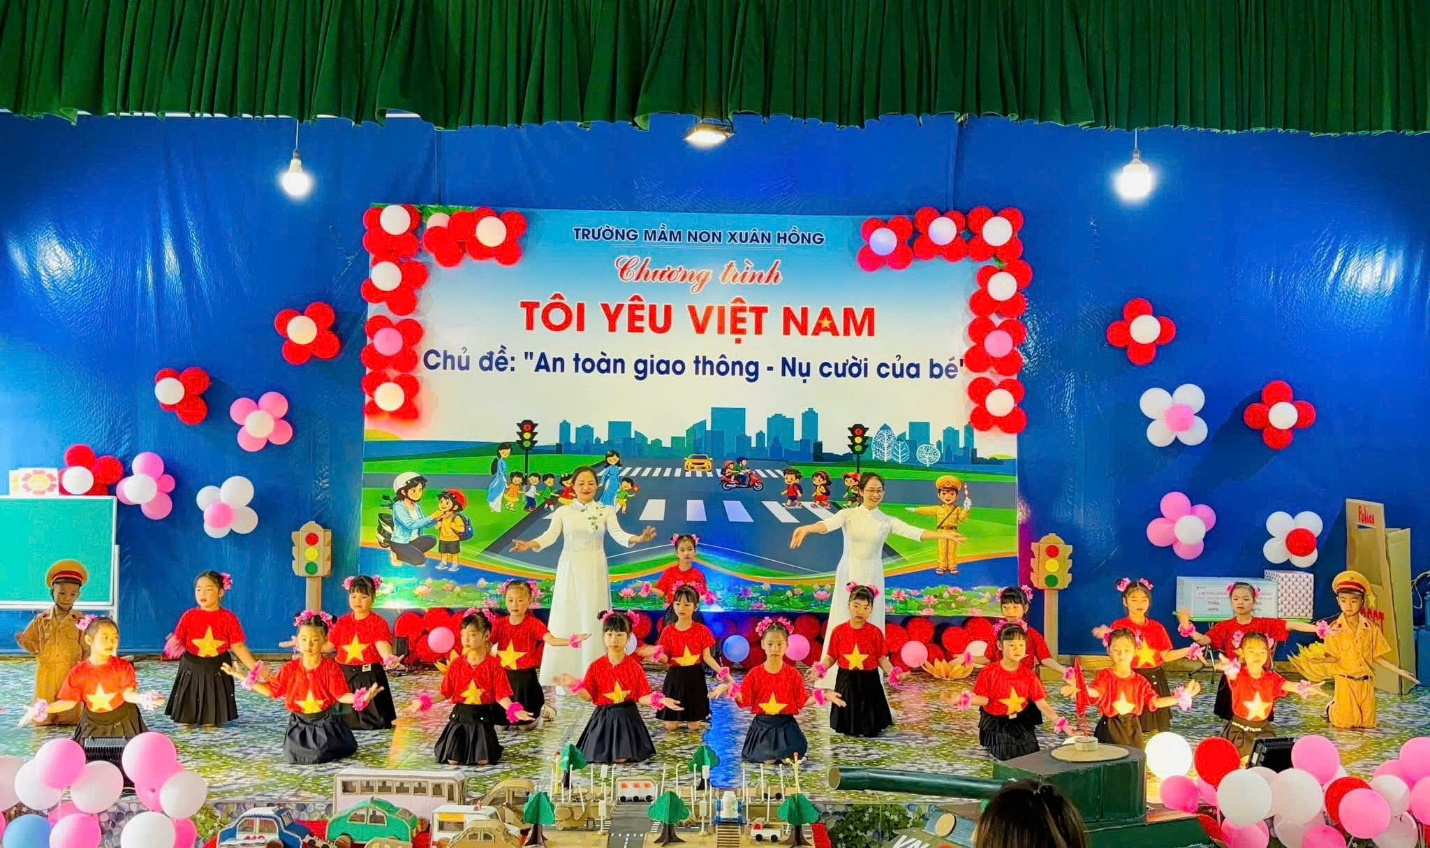 TRƯỜNG MẦM NON XUÂN HỒNG
Chương trình
TÔI YÊU VIỆT NAM
Chủ đề: "An toàn giao thông - Nụ cười của bé"